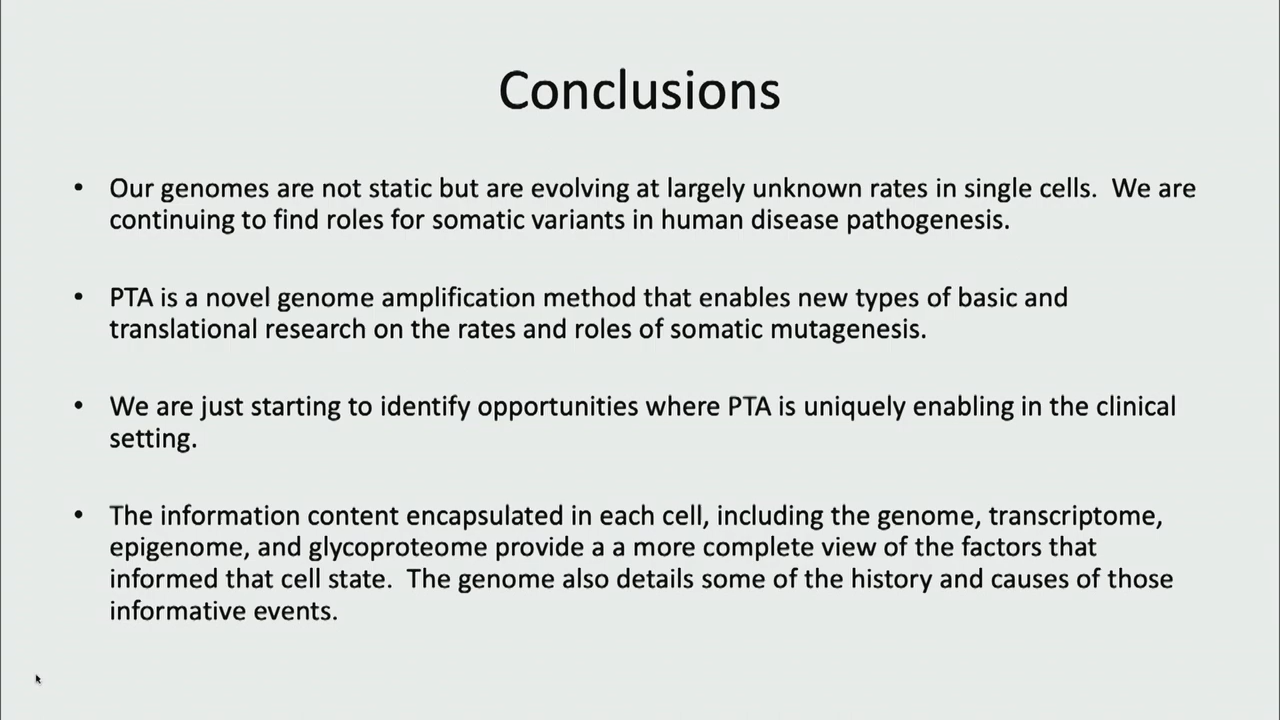 Conclusions
• Our genomes are not static but are evolving at largely unknown rates in single cells.  We are
continuing to find roles for somatic variants in human disease pathogenesis.
• PTA is a novel genome amplification method that enables new types of basic and
translational research on the rates and roles of somatic mutagenesis.
• We are just starting to identify opportunities where PTA is uniquely enabling in the clinical
setting.
• The information content encapsulated in each cell, including the genome, transcriptome,
epigenome, and glycoproteome provide a a more complete view of the factors that
informed that cell state.  The genome also details some of the history and causes of those
informative events.